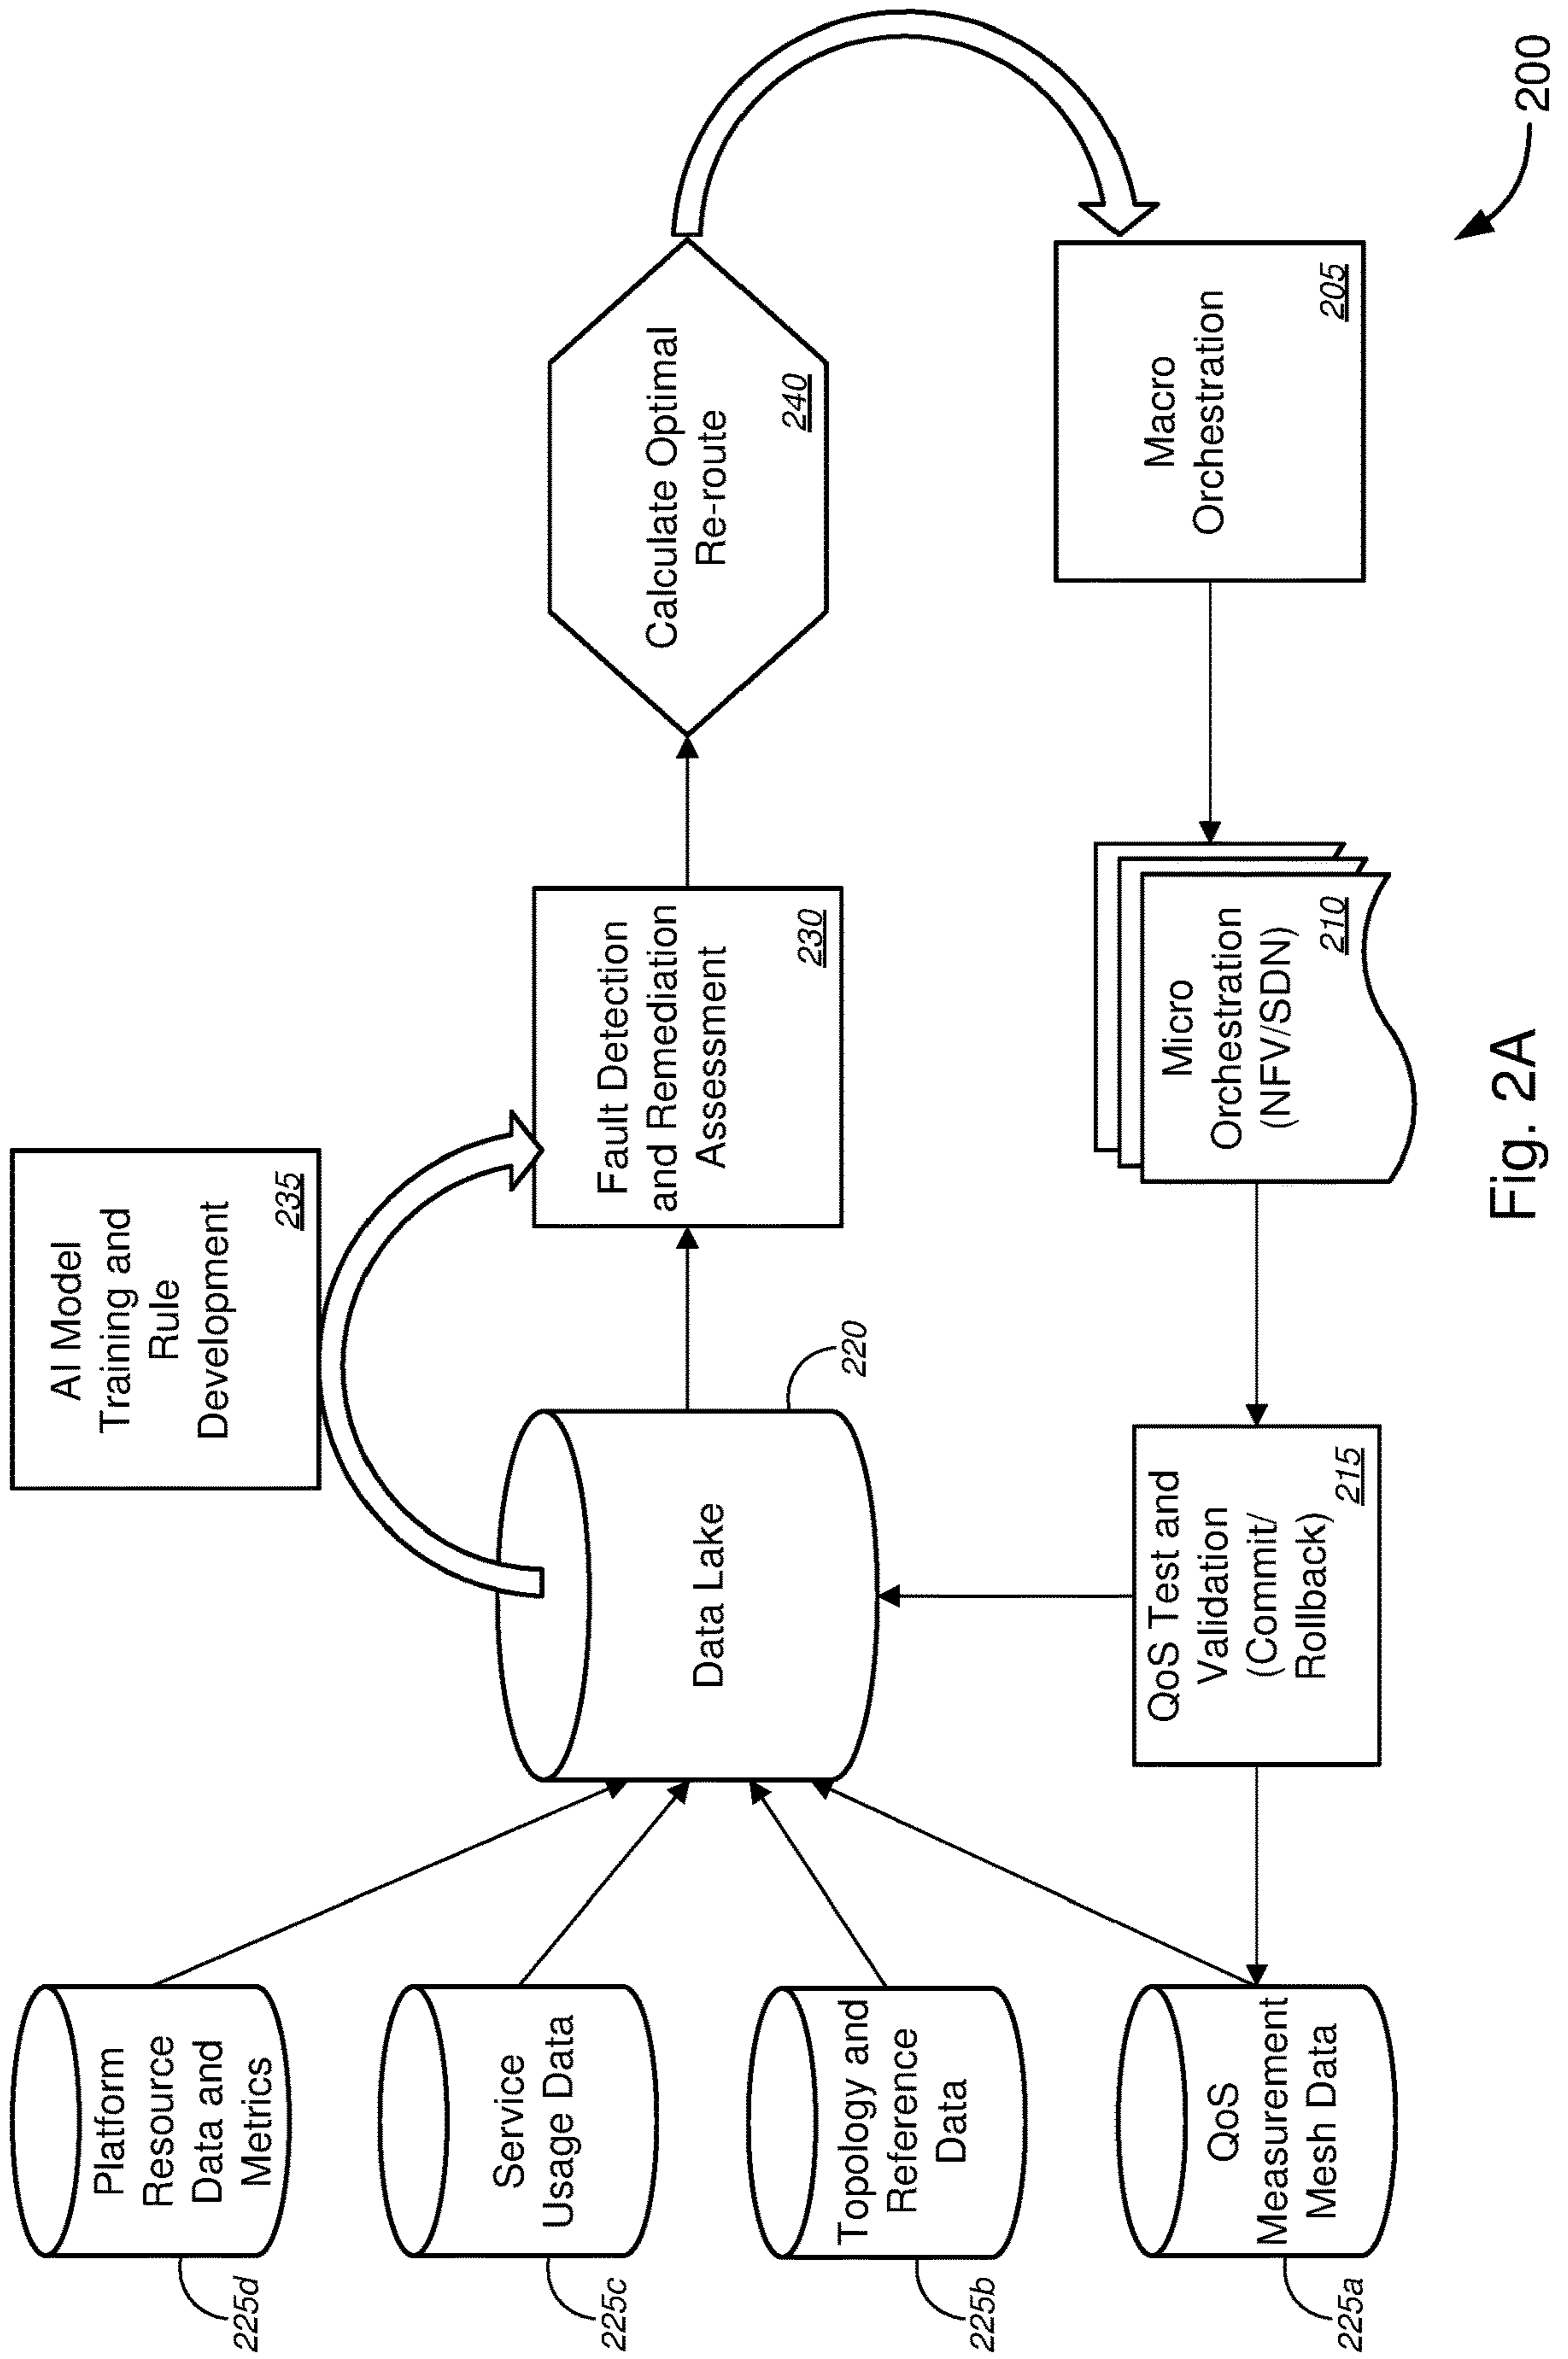 Platform
Resource
Data and
Metrics
225d
Service
Usage Data
225c
Topology and
Reference
Data
225b
QoS
Measurement
Mesh Data
225a
AI Model
Training and
Rule
Development
235
Data Lake
220
Fault Detection
and Remediation
Assessment
230
Calculate Optimal
Re-route
240
QoS Test and
Validation
(Commit/
Rollback)
215
Micro
Orchestration
(NFV/SDN)
210
Macro
Orchestration
205
200
Fig. 2A